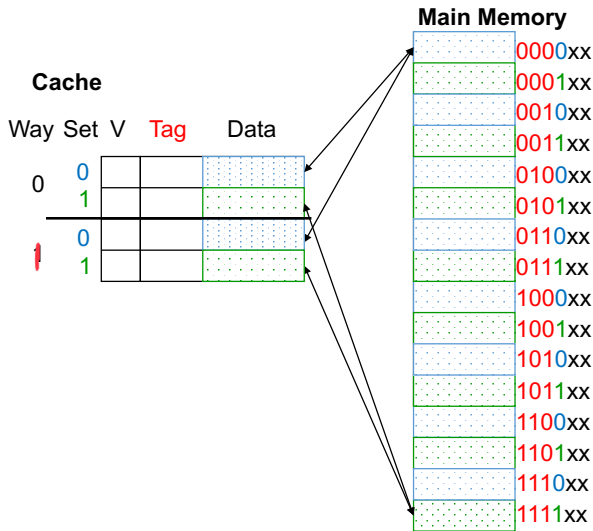 Main Memory
Cache
Way Set V Tag Data
0
0
1
1
0
1
0000xx
0001xx
0010xx
0011xx
0100xx
0101xx
0110xx
0111xx
1000xx
1001xx
1010xx
1011xx
1100xx
1101xx
1110xx
1111xx